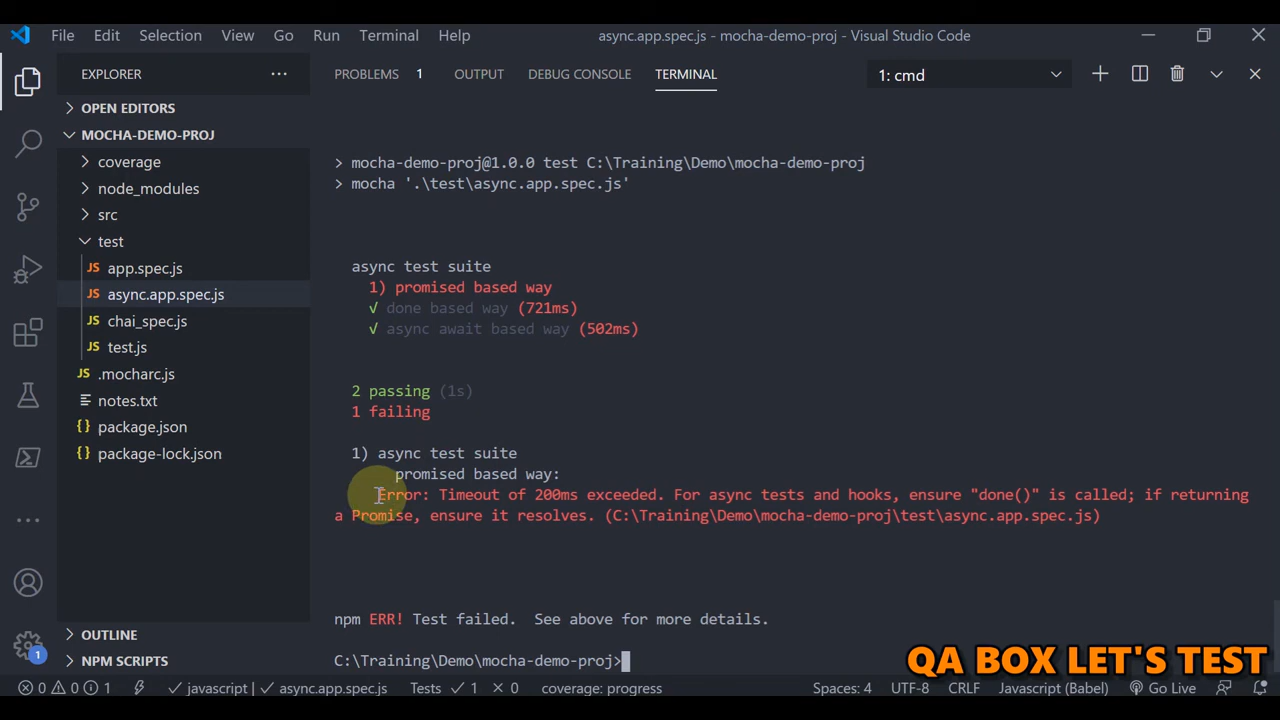 File Edit Selection View Go Run Terminal Help
async.app.spec.js - mocha-demo-proj - Visual Studio Code
EXPLORER
OPEN EDITORS
MOCHA-DEMO-PROJ
coverage
node_modules
src
test
JS app.spec.js
JS async.app.spec.js
JS chai_spec.js
JS test.js
JS .mocharc.js
notes.txt
{} package.json
{} package-lock.json
OUTLINE
NPM SCRIPTS
1
PROBLEMS 1 OUTPUT DEBUG CONSOLE TERMINAL 1: cmd
> mocha-demo-proj@1.0.0 test C:\Training\Demo\mocha-demo-proj
> mocha '.\test\async.app.spec.js'
async test suite
1) promised based way
√ done based way (721ms)
√ async await based way (502ms)
2 passing (1s)
1 failing
1) async test suite
promised based way:
Error: Timeout of 200ms exceeded. For async tests and hooks, ensure "done()" is called; if returning
a Promise, ensure it resolves. (C:\Training\Demo\mocha-demo-proj\test\async.app.spec.js)
npm ERR! Test failed. See above for more details.
C:\Training\Demo\mocha-demo-proj>
QA BOX LET'S TEST
0 0 1 javascript | async.app.spec.js Tests ✓ 1 × 0 coverage: progress Spaces: 4 UTF-8 CRLF Javascript (Babel) Go Live